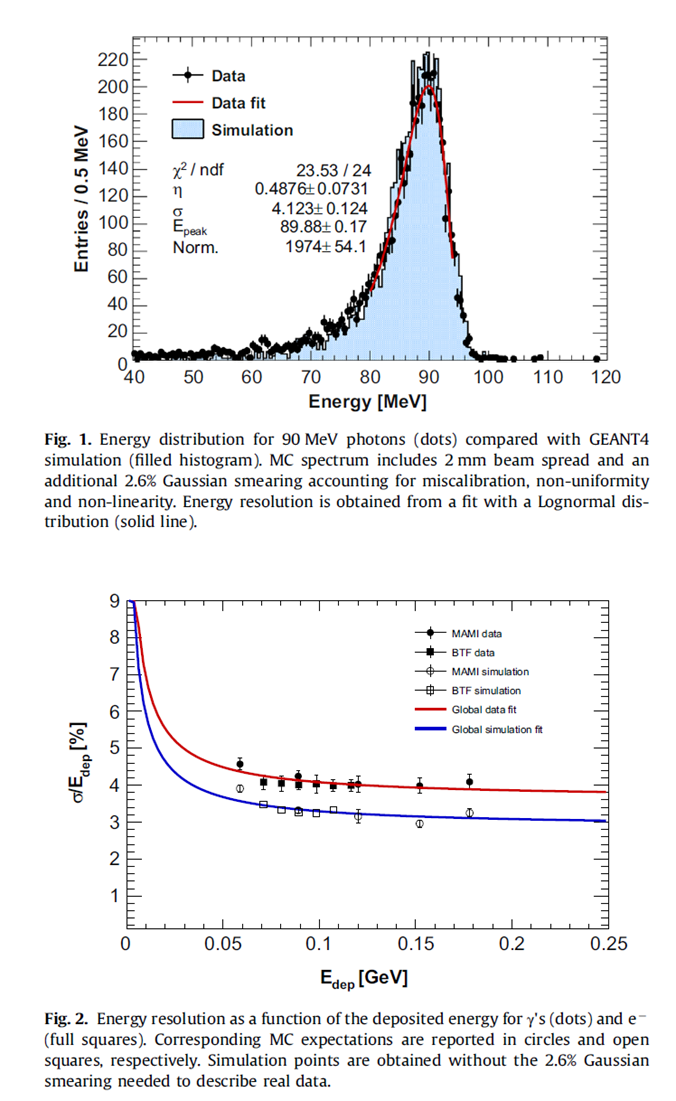 220
200
180
160
140
120
100
80
60
40
20
0
Entries / 0.5 MeV
Data
Data fit
Simulation
χ² / ndf 23.53 / 24
η 0.4876± 0.0731
σ 4.123± 0.124
E_peak 89.88± 0.17
Norm. 1974± 54.1
40 50 60 70 80 90 100 110 120
Energy [MeV]
Fig. 1. Energy distribution for 90 MeV photons (dots) compared with GEANT4
simulation (filled histogram). MC spectrum includes 2 mm beam spread and an
additional 2.6% Gaussian smearing accounting for miscalibration, non-uniformity
and non-linearity. Energy resolution is obtained from a fit with a Lognormal dis-
tribution (solid line).
9
8
7
6
5
4
3
2
1
σ/E_dep [%]
MAMI data
BTF data
MAMI simulation
BTF simulation
Global data fit
Global simulation fit
0 0.05 0.1 0.15 0.2 0.25
E_dep [GeV]
Fig. 2. Energy resolution as a function of the deposited energy for γ's (dots) and e⁻
(full squares). Corresponding MC expectations are reported in circles and open
squares, respectively. Simulation points are obtained without the 2.6% Gaussian
smearing needed to describe real data.